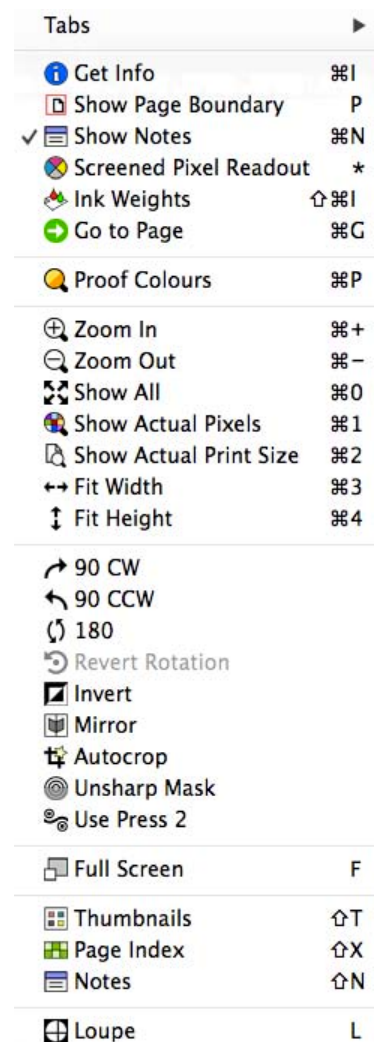 Tabs ▶
Get Info ⌘I
Show Page Boundary P
✓ Show Notes ⌘N
Screened Pixel Readout *
Ink Weights ⇧⌘I
Go to Page ⌘G
Proof Colours ⌘P
Zoom In ⌘+
Zoom Out ⌘−
Show All ⌘0
Show Actual Pixels ⌘1
Show Actual Print Size ⌘2
Fit Width ⌘3
Fit Height ⌘4
90 CW
90 CCW
180
Revert Rotation
Invert
Mirror
Autocrop
Unsharp Mask
Use Press 2
Full Screen F
Thumbnails ⇧T
Page Index ⇧X
Notes ⇧N
Loupe L